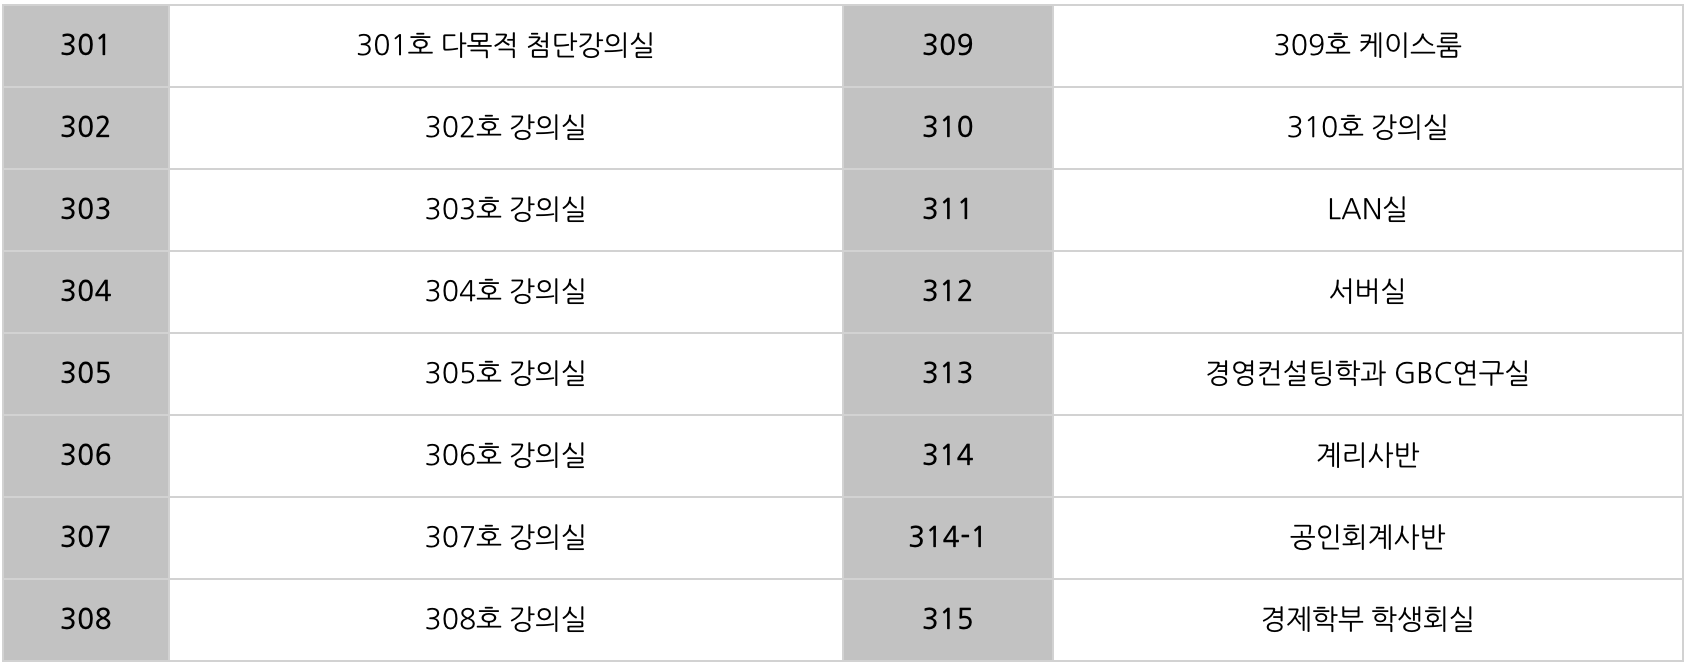 301 301호 다목적 첨단강의실 309 309호 케이스룸
302 302호 강의실 310 310호 강의실
303 303호 강의실 311 LAN실
304 304호 강의실 312 서버실
305 305호 강의실 313 경영컨설팅학과 GBC연구실
306 306호 강의실 314 계리사반
307 307호 강의실 314-1 공인회계사반
308 308호 강의실 315 경제학부 학생회실